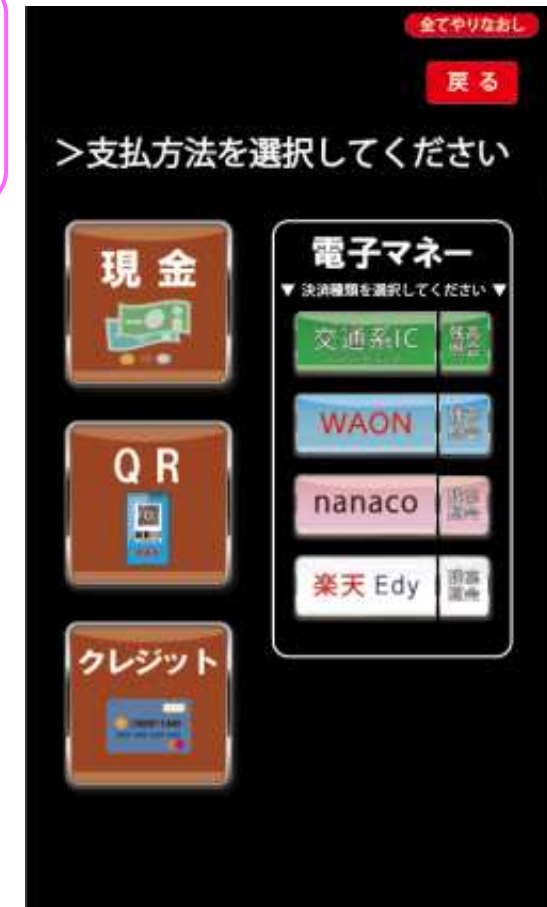 全てやりなおし
戻る
＞支払方法を選択してください
現金
QR
クレジット
電子マネー
▼ 決済種類を選択してください ▼
交通系IC
WAON
nanaco
楽天 Edy